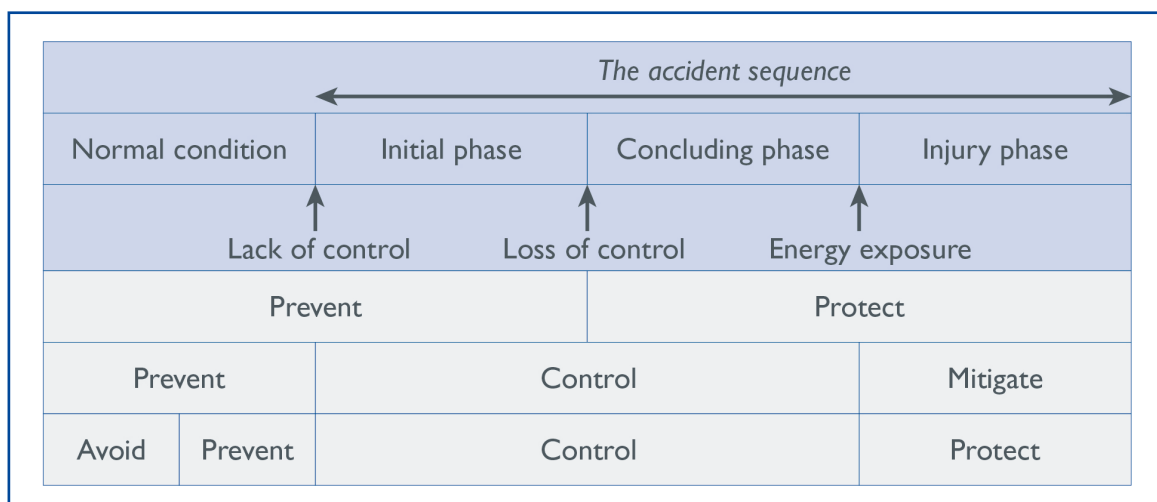 The accident sequence
Normal condition Initial phase Concluding phase Injury phase
Lack of control Loss of control Energy exposure
Prevent Protect
Prevent Control Mitigate
Avoid Prevent Control Protect